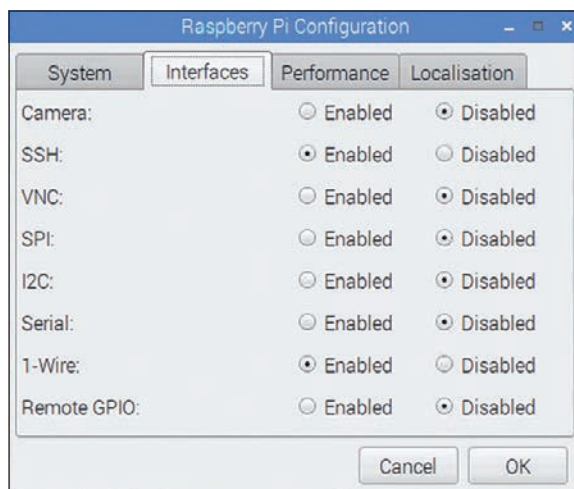 Raspberry Pi Configuration
System Interfaces Performance Localisation
Camera: Enabled Disabled
SSH: Enabled Disabled
VNC: Enabled Disabled
SPI: Enabled Disabled
I2C: Enabled Disabled
Serial: Enabled Disabled
1-Wire: Enabled Disabled
Remote GPIO: Enabled Disabled
Cancel OK